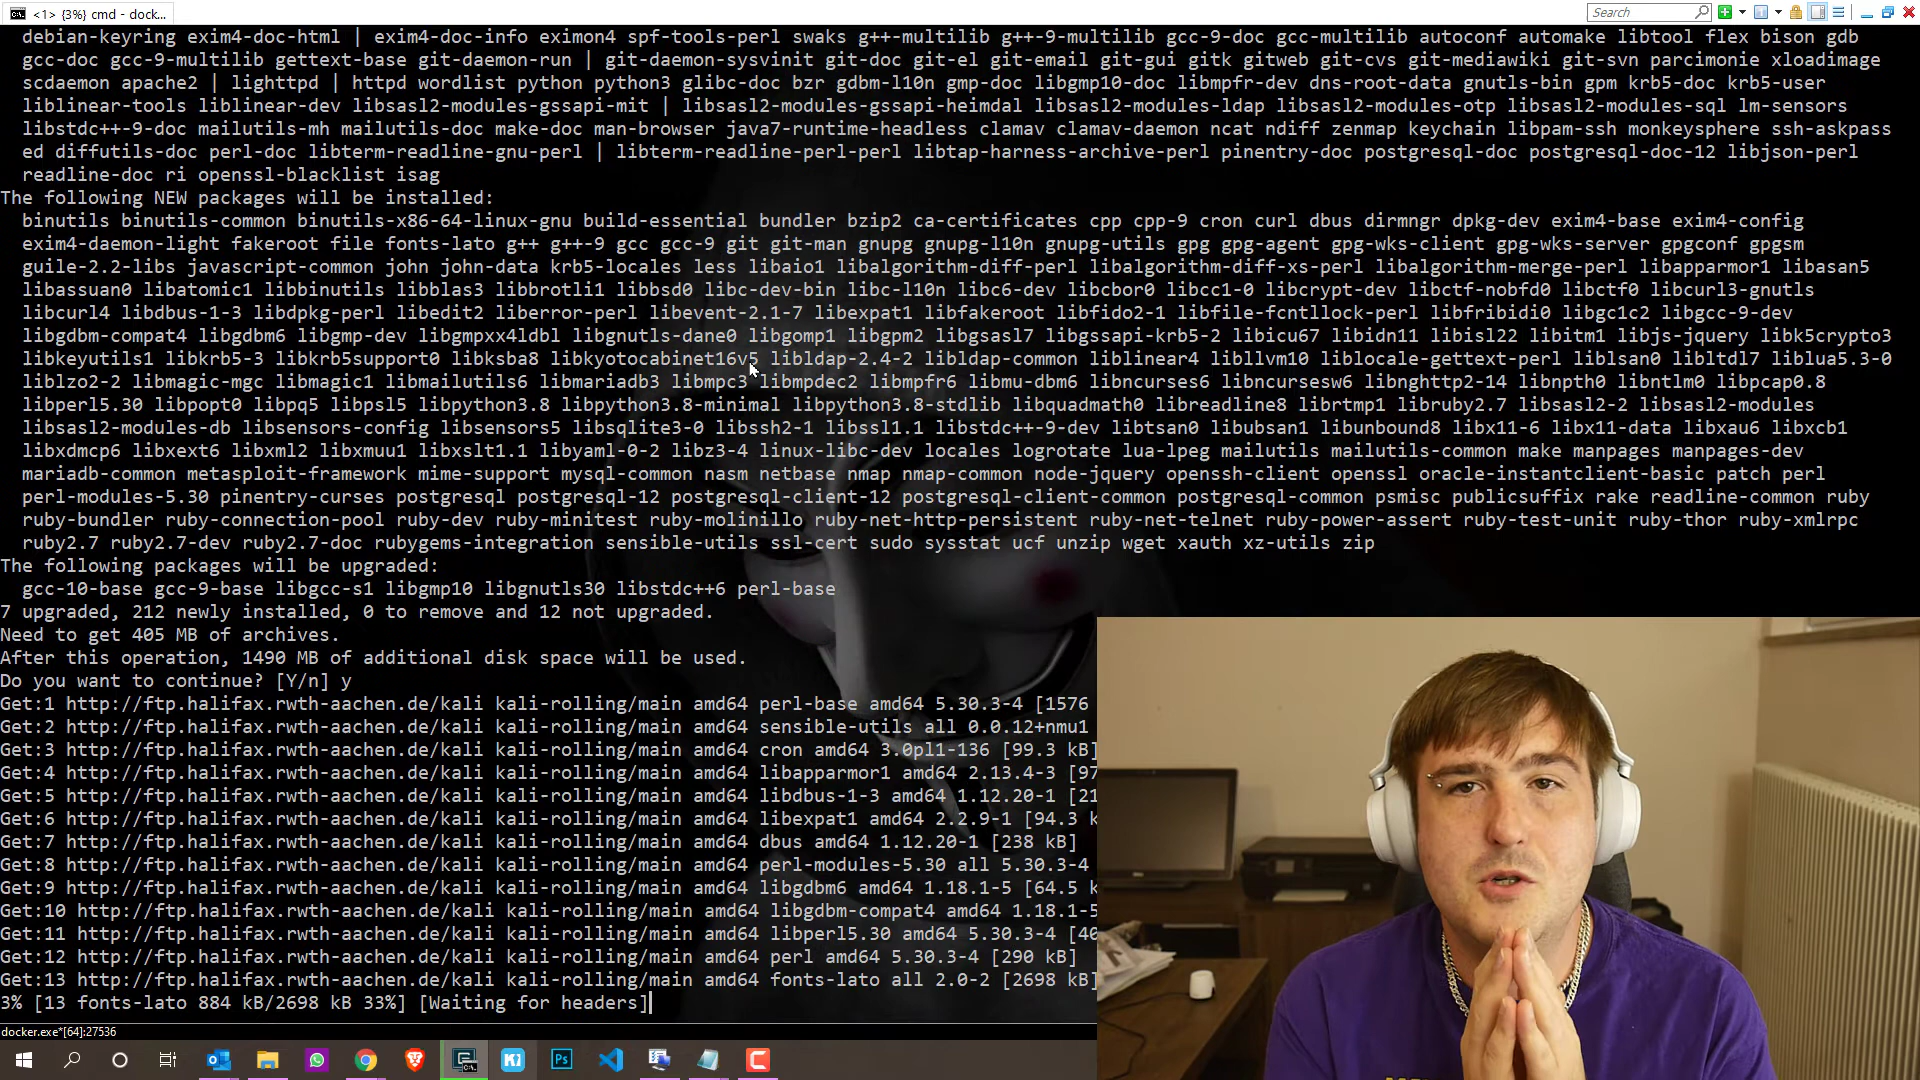 <1> {3%} cmd - dock...
Search
debian-keyring exim4-doc-html | exim4-doc-info eximon4 spf-tools-perl swaks g++-multilib g++-9-multilib gcc-9-doc gcc-multilib autoconf automake libtool flex bison gdb
gcc-doc gcc-9-multilib gettext-base git-daemon-run | git-daemon-sysvinit git-doc git-el git-email git-gui gitk gitweb git-cvs git-mediawiki git-svn parcimonie xloadimage
scdaemon apache2 | lighttpd | httpd wordlist python python3 glibc-doc bzr gdbm-l10n gmp-doc libgmp10-doc libmpfr-dev dns-root-data gnutls-bin gpm krb5-doc krb5-user
liblinear-tools liblinear-dev libsasl2-modules-gssapi-mit | libsasl2-modules-gssapi-heimdal libsasl2-modules-ldap libsasl2-modules-otp libsasl2-modules-sql lm-sensors
libstdc++-9-doc mailutils-mh mailutils-doc make-doc man-browser java7-runtime-headless clamav clamav-daemon ncat ndiff zenmap keychain libpam-ssh monkeysphere ssh-askpass
ed diffutils-doc perl-doc libterm-readline-gnu-perl | libterm-readline-perl-perl libtap-harness-archive-perl pinentry-doc postgresql-doc postgresql-doc-12 libjson-perl
readline-doc ri openssl-blacklist isag
The following NEW packages will be installed:
binutils binutils-common binutils-x86-64-linux-gnu build-essential bundler bzip2 ca-certificates cpp cpp-9 cron curl dbus dirmngr dpkg-dev exim4-base exim4-config
exim4-daemon-light fakeroot file fonts-lato g++ g++-9 gcc gcc-9 git git-man gnupg gnupg-l10n gnupg-utils gpg gpg-agent gpg-wks-client gpg-wks-server gpgconf gpgsm
guile-2.2-libs javascript-common john john-data krb5-locales less libaio1 libalgorithm-diff-perl libalgorithm-diff-xs-perl libalgorithm-merge-perl libapparmor1 libasan5
libassuan0 libatomic1 libbinutils libblas3 libbrotli1 libbsd0 libc-dev-bin libc-l10n libc6-dev libcbor0 libcc1-0 libcrypt-dev libctf-nobfd0 libctf0 libcurl3-gnutls
libcurl4 libdbus-1-3 libdpkg-perl libedit2 liberror-perl libevent-2.1-7 libexpat1 libfakeroot libfido2-1 libfile-fcntllock-perl libfribidi0 libgc1c2 libgcc-9-dev
libgdbm-compat4 libgdbm6 libgmp-dev libgmpxx4ldbl libgnutls-dane0 libgomp1 libgpm2 libgsasl7 libgssapi-krb5-2 libicu67 libidn11 libisl22 libitm1 libjs-jquery libk5crypto3
libkeyutils1 libkrb5-3 libkrb5support0 libksba8 libkyotocabinet16v5 libldap-2.4-2 libldap-common liblinear4 libllvm10 liblocale-gettext-perl liblsan0 libltdl7 liblua5.3-0
liblzo2-2 libmagic-mgc libmagic1 libmailutils6 libmariadb3 libmpc3 libmpdec2 libmpfr6 libmu-dbm6 libncurses6 libncursesw6 libnghttp2-14 libnpth0 libntlm0 libpcap0.8
libperl5.30 libpopt0 libpq5 libpsl5 libpython3.8 libpython3.8-minimal libpython3.8-stdlib libquadmath0 libreadline8 librtmp1 libruby2.7 libsasl2-2 libsasl2-modules
libsasl2-modules-db libsensors-config libsensors5 libsqlite3-0 libssh2-1 libssl1.1 libstdc++-9-dev libtsan0 libubsan1 libunbound8 libx11-6 libx11-data libxau6 libxcb1
libxdmcp6 libxext6 libxml2 libxmuu1 libxslt1.1 libyaml-0-2 libz3-4 linux-libc-dev locales logrotate lua-lpeg mailutils mailutils-common make manpages manpages-dev
mariadb-common metasploit-framework mime-support mysql-common nasm netbase nmap nmap-common node-jquery openssh-client openssl oracle-instantclient-basic patch perl
perl-modules-5.30 pinentry-curses postgresql postgresql-12 postgresql-client-12 postgresql-client-common postgresql-common psmisc publicsuffix rake readline-common ruby
ruby-bundler ruby-connection-pool ruby-dev ruby-minitest ruby-molinillo ruby-net-http-persistent ruby-net-telnet ruby-power-assert ruby-test-unit ruby-thor ruby-xmlrpc
ruby2.7 ruby2.7-dev ruby2.7-doc rubygems-integration sensible-utils ssl-cert sudo sysstat ucf unzip wget xauth xz-utils zip
The following packages will be upgraded:
gcc-10-base gcc-9-base libgcc-s1 libgmp10 libgnutls30 libstdc++6 perl-base
7 upgraded, 212 newly installed, 0 to remove and 12 not upgraded.
Need to get 405 MB of archives.
After this operation, 1490 MB of additional disk space will be used.
Do you want to continue? [Y/n] y
Get:1 http://ftp.halifax.rwth-aachen.de/kali kali-rolling/main amd64 perl-base amd64 5.30.3-4 [1576
Get:2 http://ftp.halifax.rwth-aachen.de/kali kali-rolling/main amd64 sensible-utils all 0.0.12+nmu1
Get:3 http://ftp.halifax.rwth-aachen.de/kali kali-rolling/main amd64 cron amd64 3.0pl1-136 [99.3 kB]
Get:4 http://ftp.halifax.rwth-aachen.de/kali kali-rolling/main amd64 libapparmor1 amd64 2.13.4-3 [97
Get:5 http://ftp.halifax.rwth-aachen.de/kali kali-rolling/main amd64 libdbus-1-3 amd64 1.12.20-1 [21
Get:6 http://ftp.halifax.rwth-aachen.de/kali kali-rolling/main amd64 libexpat1 amd64 2.2.9-1 [94.3 k
Get:7 http://ftp.halifax.rwth-aachen.de/kali kali-rolling/main amd64 dbus amd64 1.12.20-1 [238 kB]
Get:8 http://ftp.halifax.rwth-aachen.de/kali kali-rolling/main amd64 perl-modules-5.30 all 5.30.3-4
Get:9 http://ftp.halifax.rwth-aachen.de/kali kali-rolling/main amd64 libgdbm6 amd64 1.18.1-5 [64.5 k
Get:10 http://ftp.halifax.rwth-aachen.de/kali kali-rolling/main amd64 libgdbm-compat4 amd64 1.18.1-5
Get:11 http://ftp.halifax.rwth-aachen.de/kali kali-rolling/main amd64 libperl5.30 amd64 5.30.3-4 [40
Get:12 http://ftp.halifax.rwth-aachen.de/kali kali-rolling/main amd64 perl amd64 5.30.3-4 [290 kB]
Get:13 http://ftp.halifax.rwth-aachen.de/kali kali-rolling/main amd64 fonts-lato all 2.0-2 [2698 kB]
3% [13 fonts-lato 884 kB/2698 kB 33%] [Waiting for headers]
docker.exe*[64]:27536
Ki
Ps